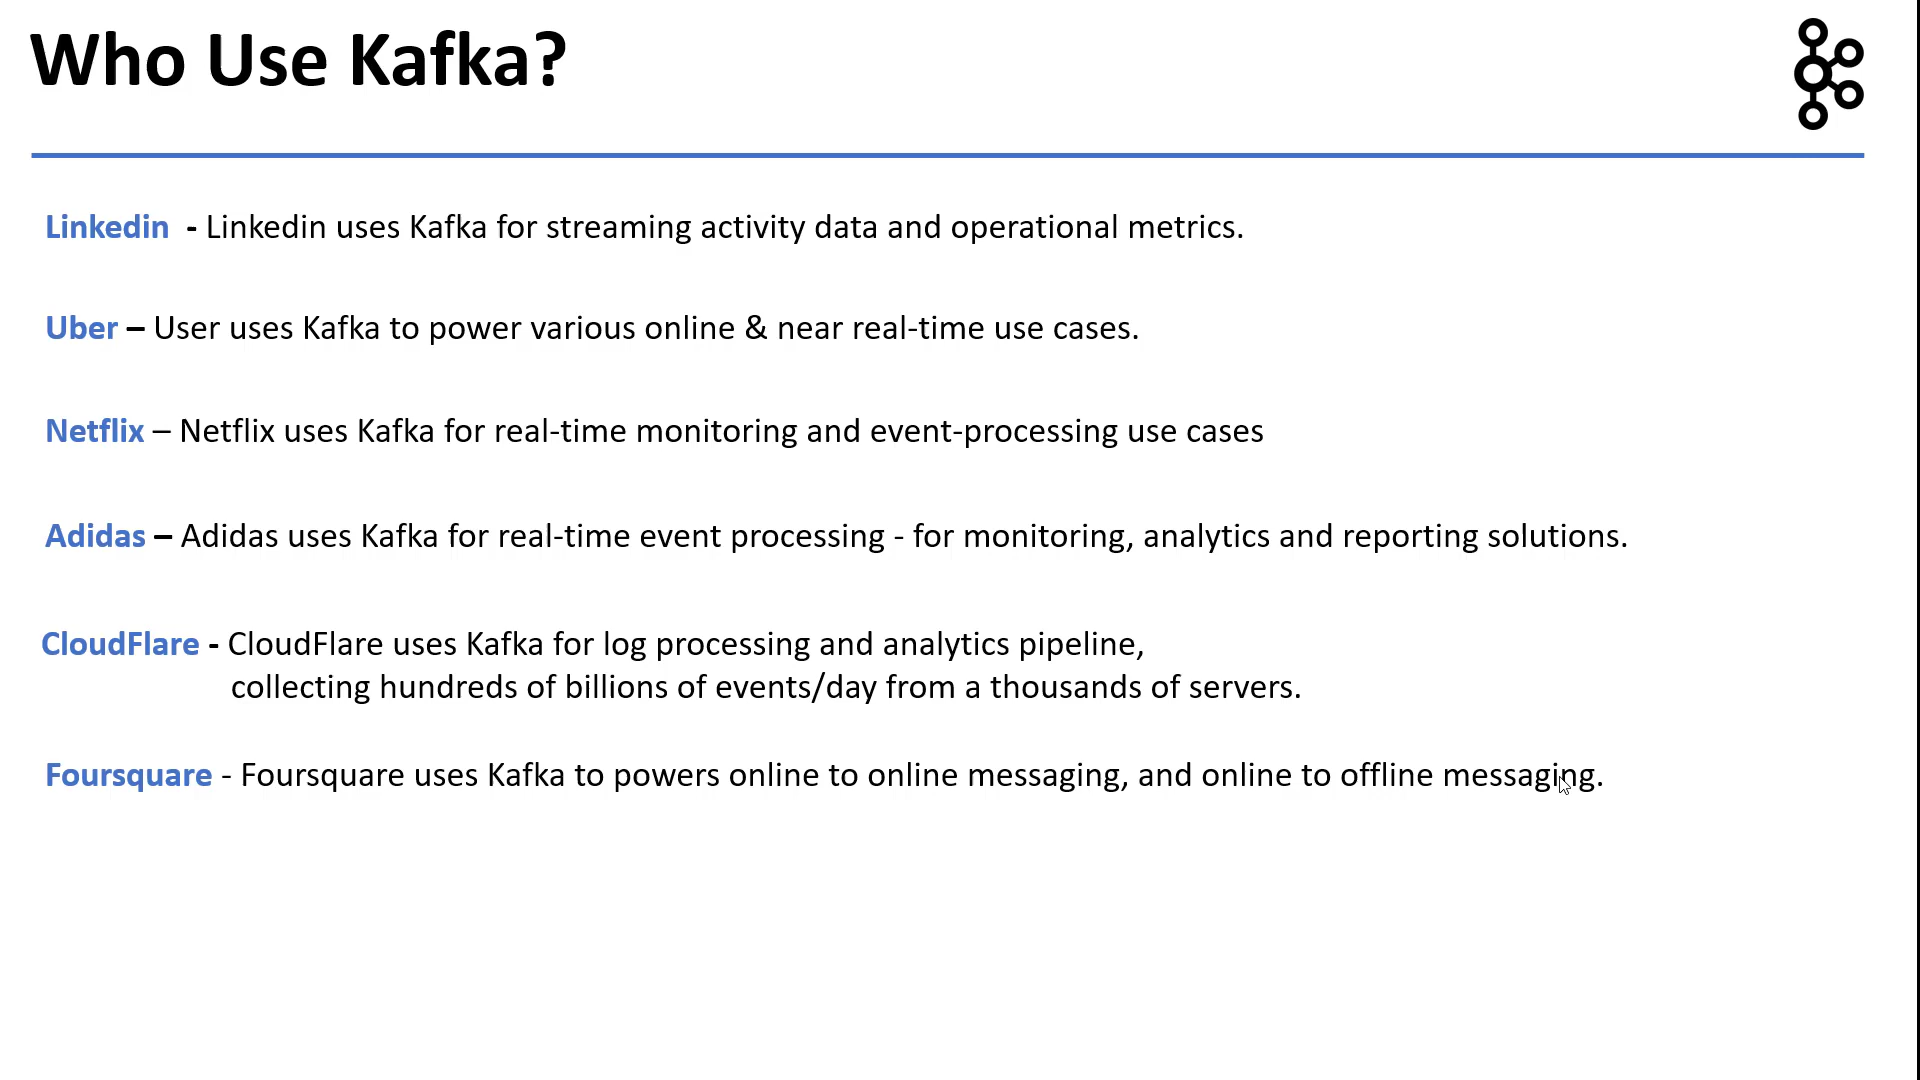 Who Use Kafka?
Linkedin - Linkedin uses Kafka for streaming activity data and operational metrics.
Uber – User uses Kafka to power various online & near real-time use cases.
Netflix – Netflix uses Kafka for real-time monitoring and event-processing use cases
Adidas – Adidas uses Kafka for real-time event processing - for monitoring, analytics and reporting solutions.
CloudFlare - CloudFlare uses Kafka for log processing and analytics pipeline,
collecting hundreds of billions of events/day from a thousands of servers.
Foursquare - Foursquare uses Kafka to powers online to online messaging, and online to offline messaging.